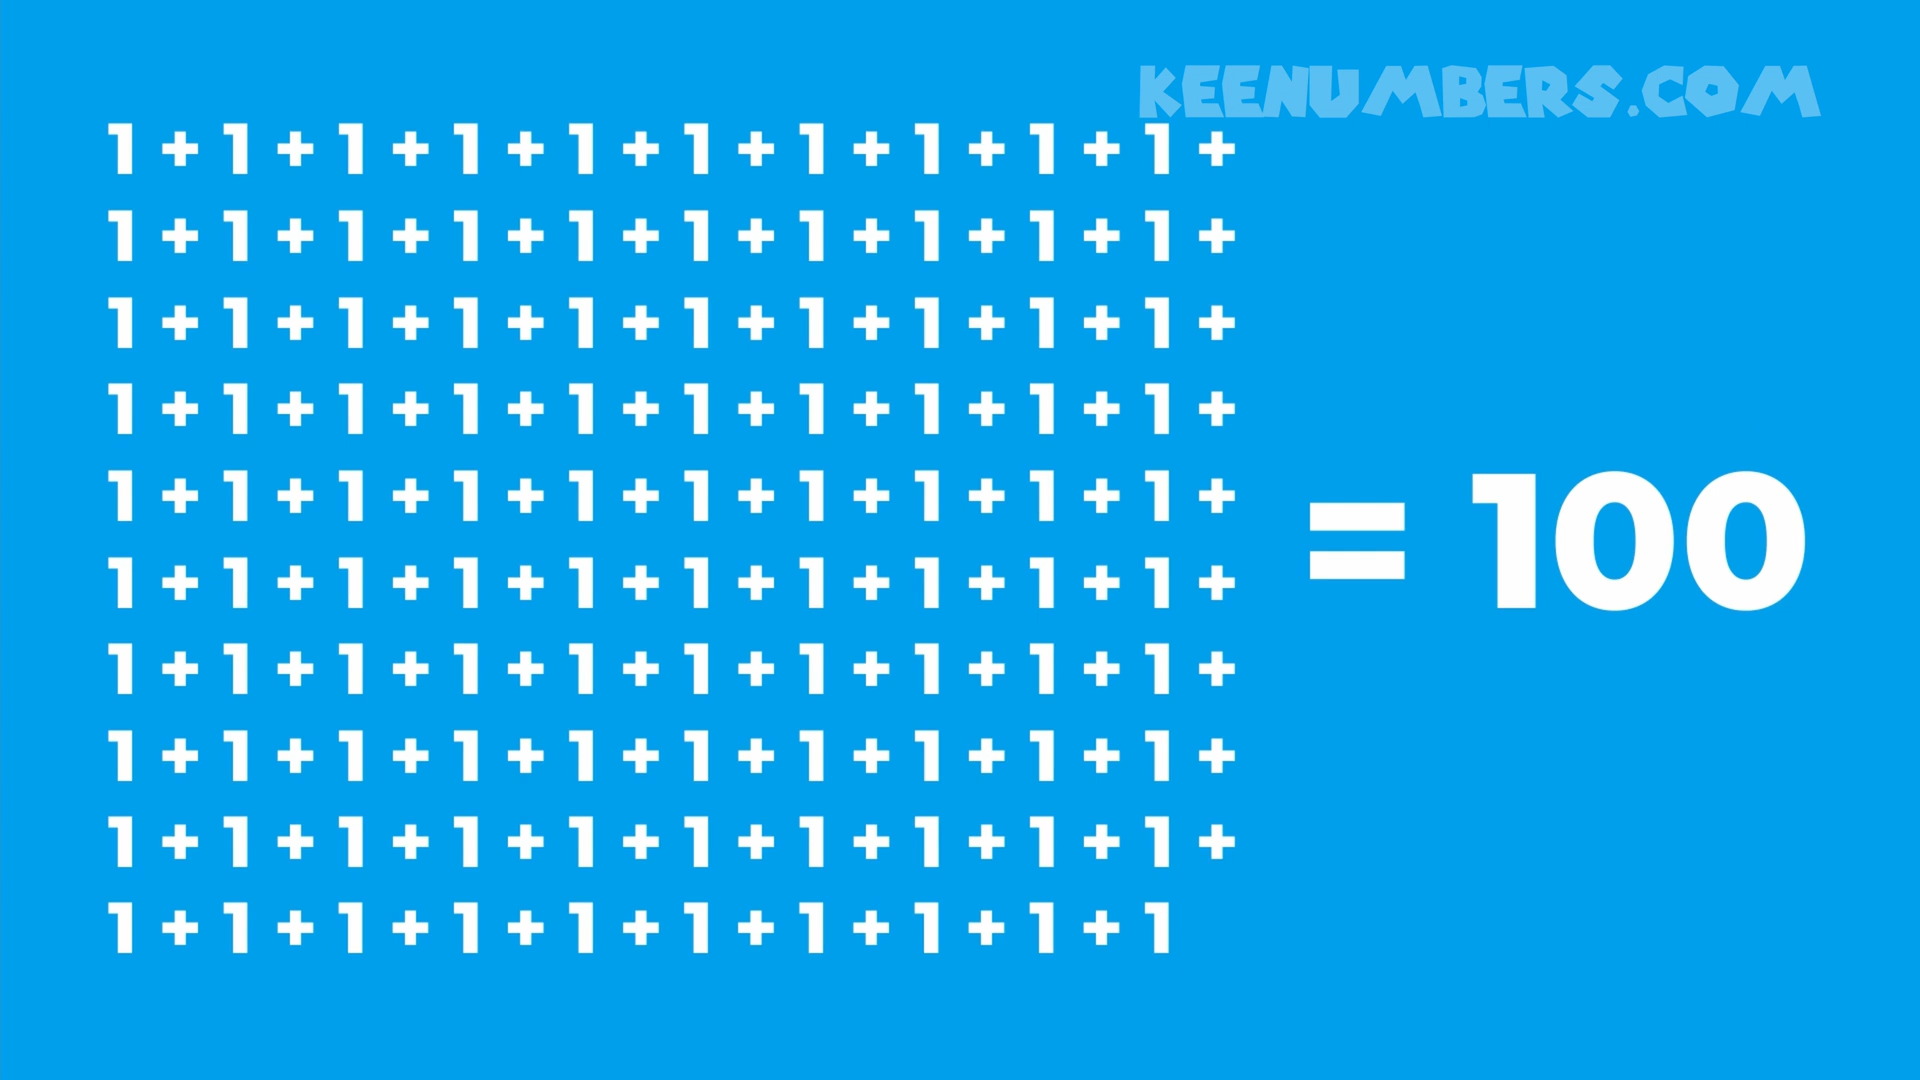 KEENUMBERS.COM
1 + 1 + 1 + 1 + 1 + 1 + 1 + 1 + 1 + 1 +
1 + 1 + 1 + 1 + 1 + 1 + 1 + 1 + 1 + 1 +
1 + 1 + 1 + 1 + 1 + 1 + 1 + 1 + 1 + 1 +
1 + 1 + 1 + 1 + 1 + 1 + 1 + 1 + 1 + 1 +
1 + 1 + 1 + 1 + 1 + 1 + 1 + 1 + 1 + 1 +
1 + 1 + 1 + 1 + 1 + 1 + 1 + 1 + 1 + 1 +
1 + 1 + 1 + 1 + 1 + 1 + 1 + 1 + 1 + 1 +
1 + 1 + 1 + 1 + 1 + 1 + 1 + 1 + 1 + 1 +
1 + 1 + 1 + 1 + 1 + 1 + 1 + 1 + 1 + 1 +
1 + 1 + 1 + 1 + 1 + 1 + 1 + 1 + 1 + 1
= 100